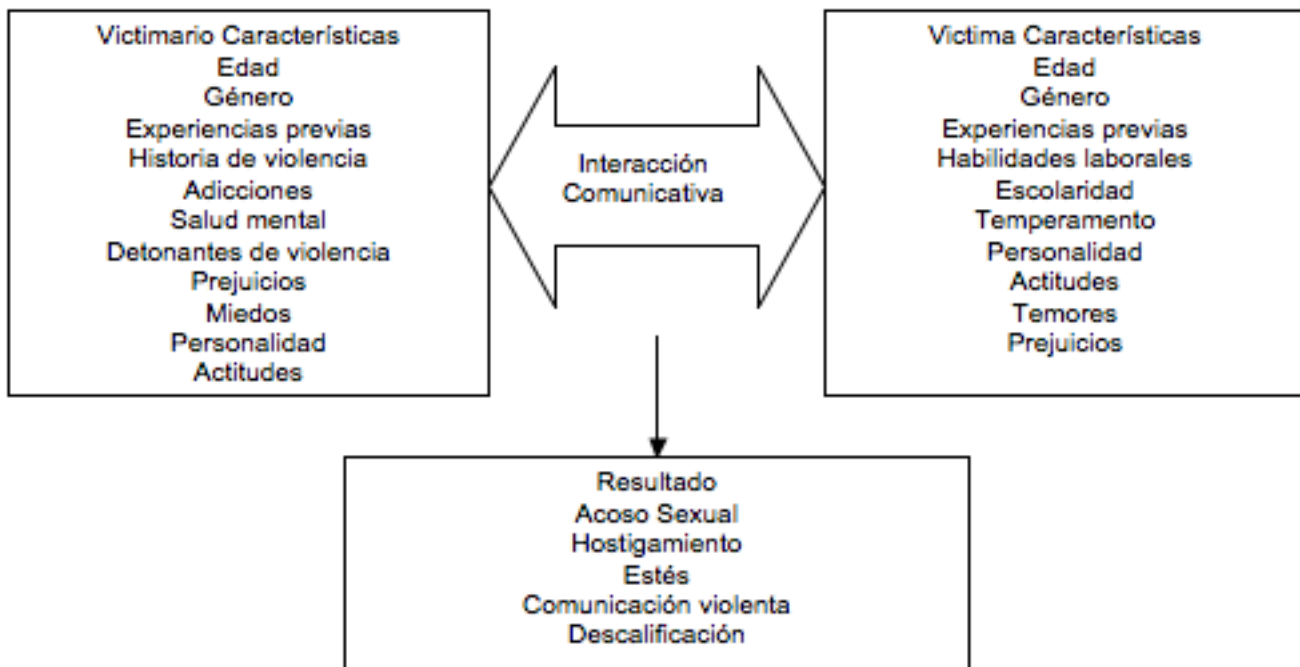 Victimario Características
Edad
Género
Experiencias previas
Historia de violencia
Adicciones
Salud mental
Detonantes de violencia
Prejuicios
Miedos
Personalidad
Actitudes
Interacción
Comunicativa
Victima Características
Edad
Género
Experiencias previas
Habilidades laborales
Escolaridad
Temperamento
Personalidad
Actitudes
Temores
Prejuicios
Resultado
Acoso Sexual
Hostigamiento
Estés
Comunicación violenta
Descalificación